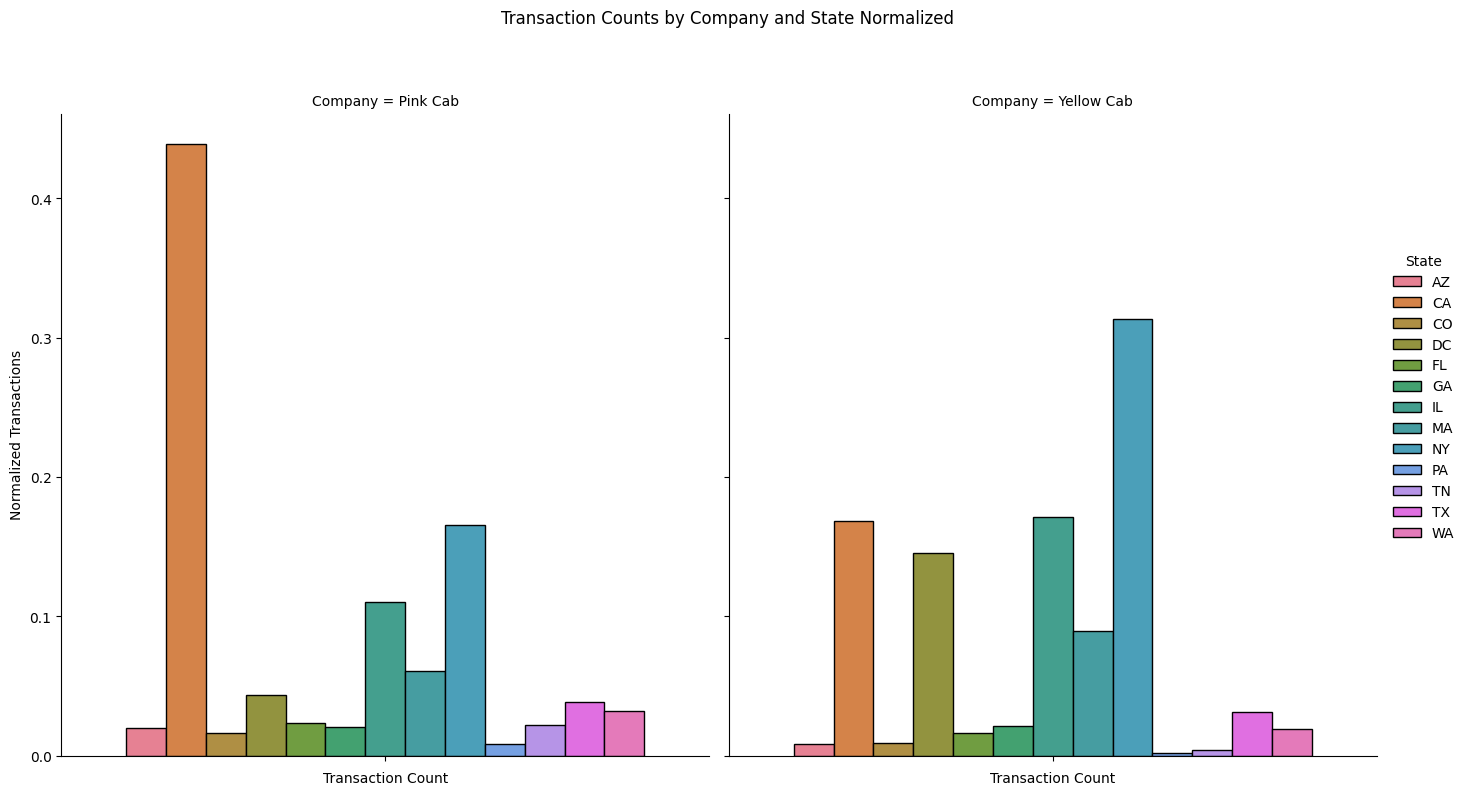 Transaction Counts by Company and State Normalized
Company = Pink Cab
Company = Yellow Cab
Normalized Transactions
0.4
0.3
0.2
0.1
0.0
Transaction Count
Transaction Count
State
AZ
CA
CO
DC
FL
GA
IL
MA
NY
PA
TN
TX
WA